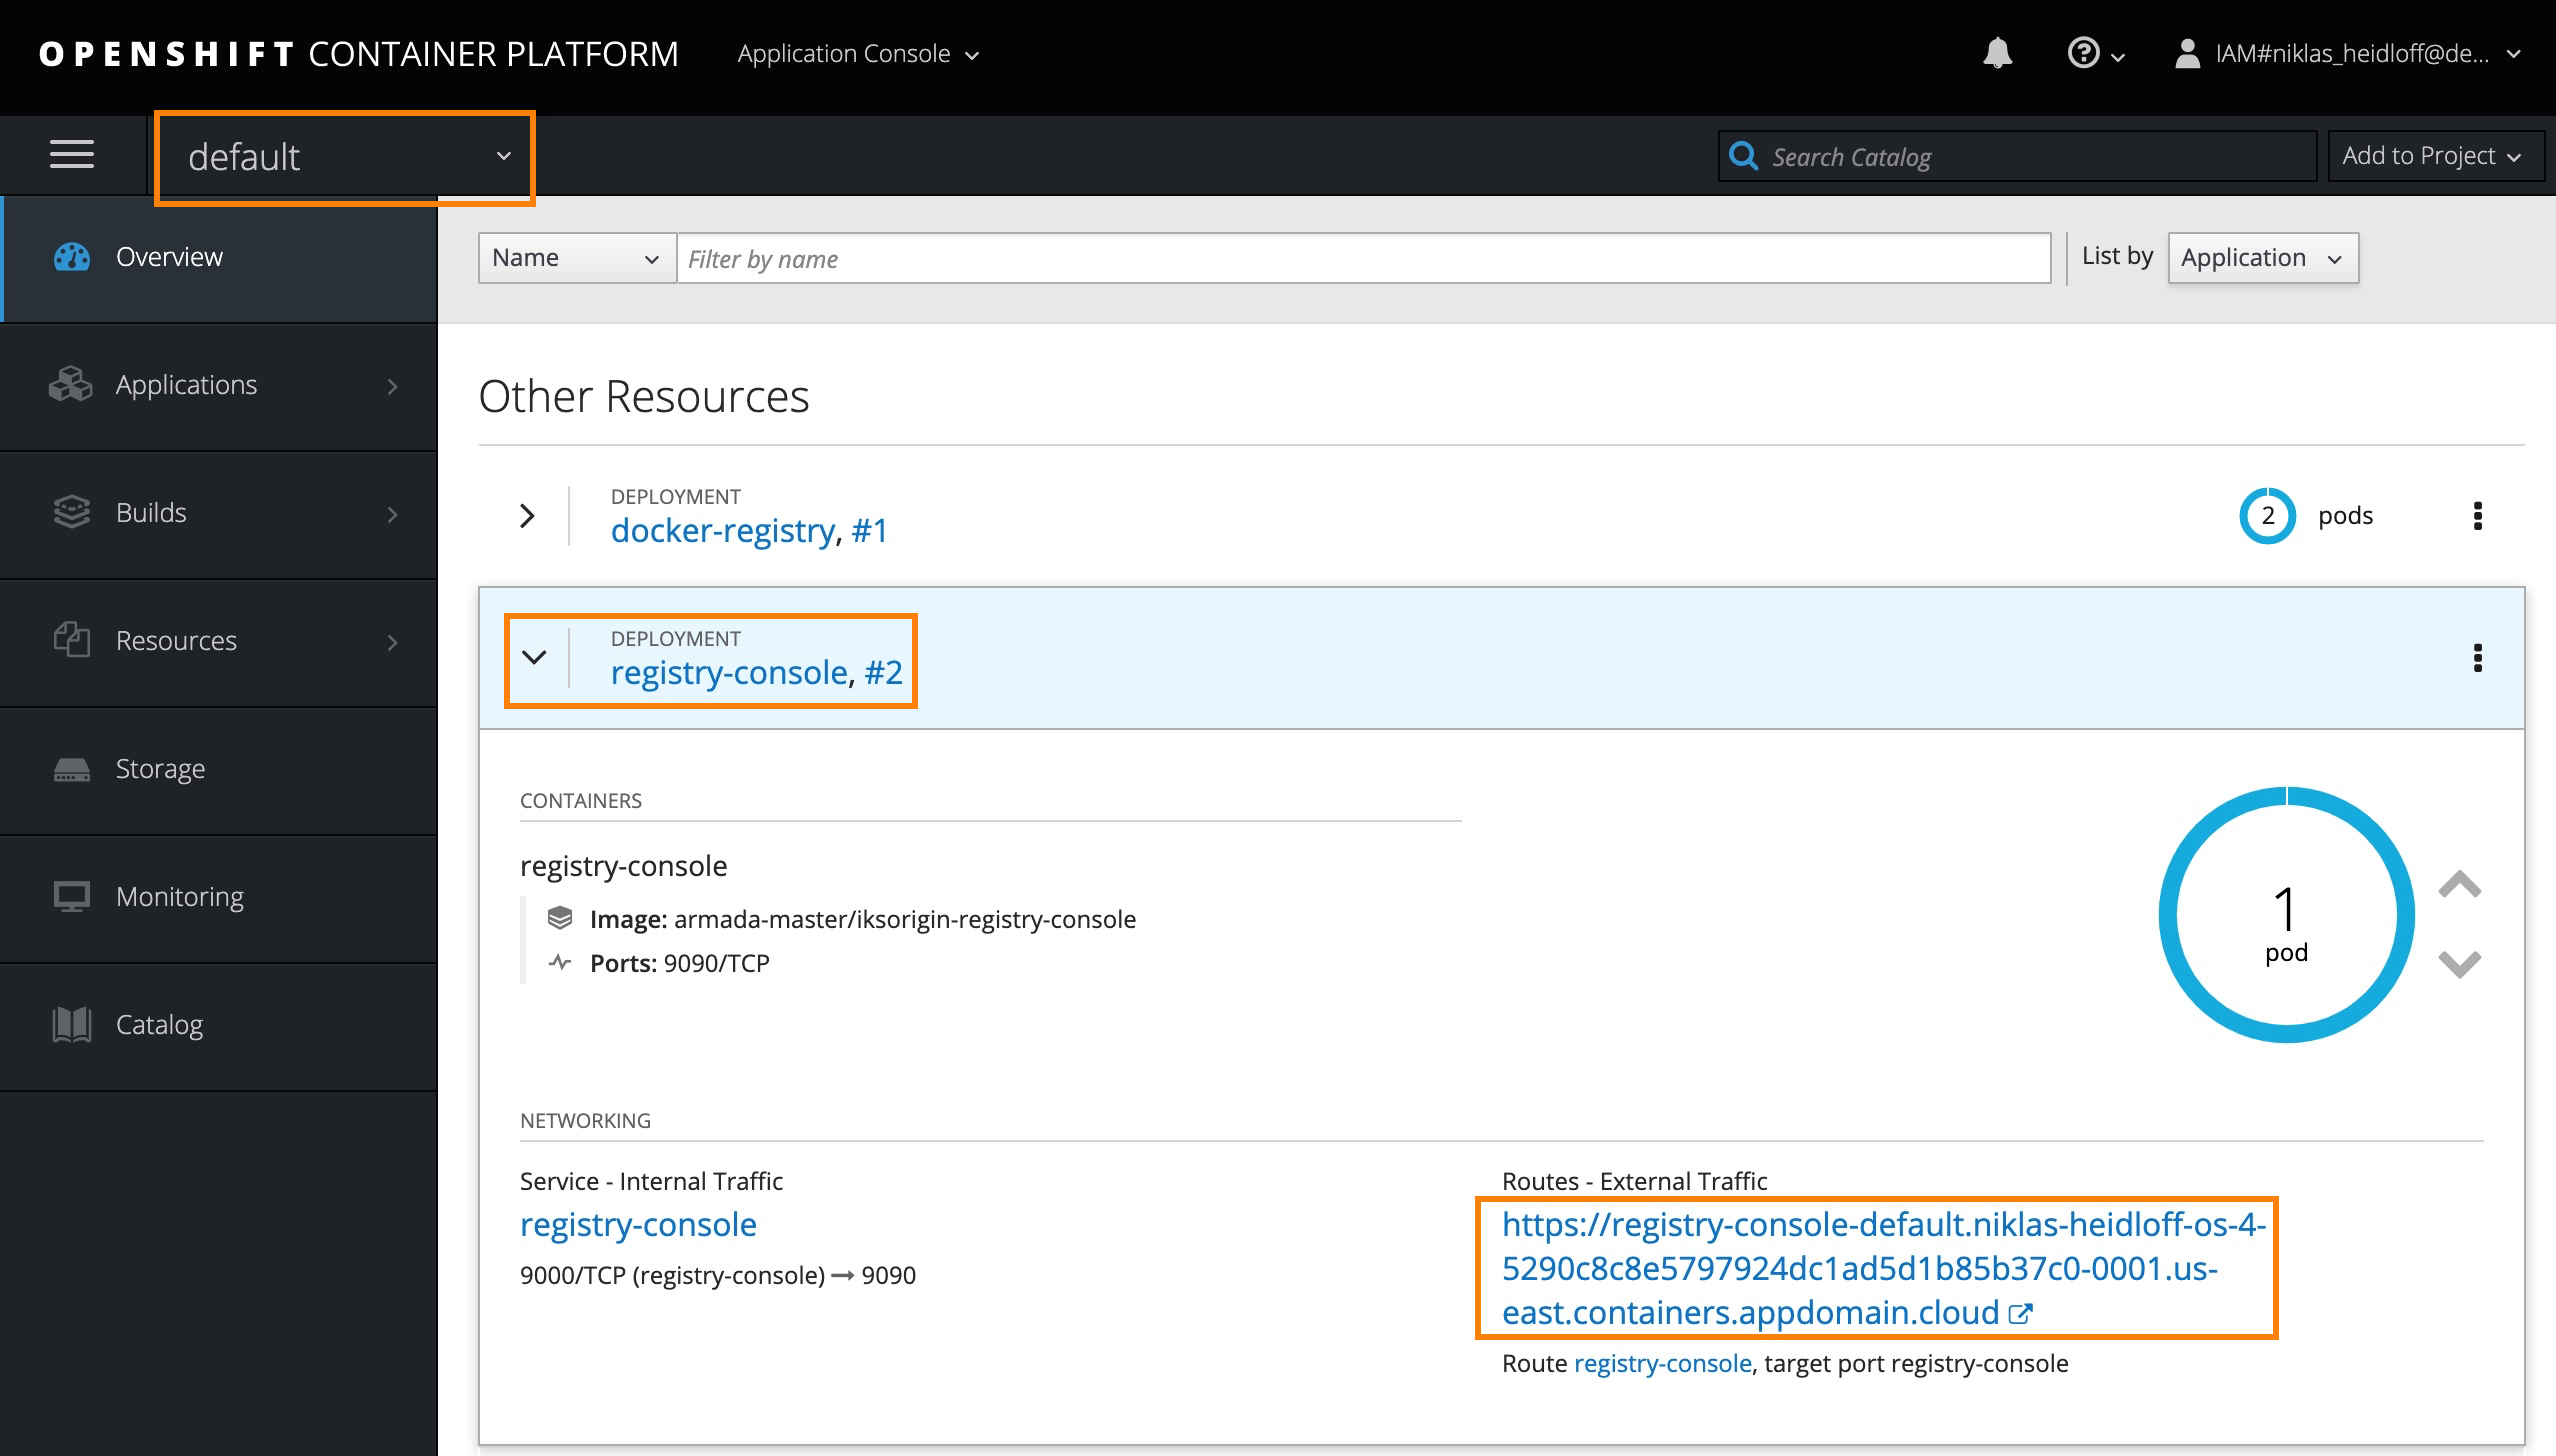 OPENSHIFT CONTAINER PLATFORM
Application Console
IAM#niklas_heidloff@de...
default
Search Catalog
Add to Project
Overview
Applications
Builds
Resources
Storage
Monitoring
Catalog
Name
Filter by name
List by
Application
Other Resources
DEPLOYMENT
docker-registry, #1
2 pods
DEPLOYMENT
registry-console, #2
CONTAINERS
registry-console
Image: armada-master/iksorigin-registry-console
Ports: 9090/TCP
1
pod
NETWORKING
Service - Internal Traffic
registry-console
9000/TCP (registry-console) → 9090
Routes - External Traffic
https://registry-console-default.niklas-heidloff-os-4-
5290c8c8e5797924dc1ad5d1b85b37c0-0001.us-
east.containers.appdomain.cloud
Route registry-console, target port registry-console